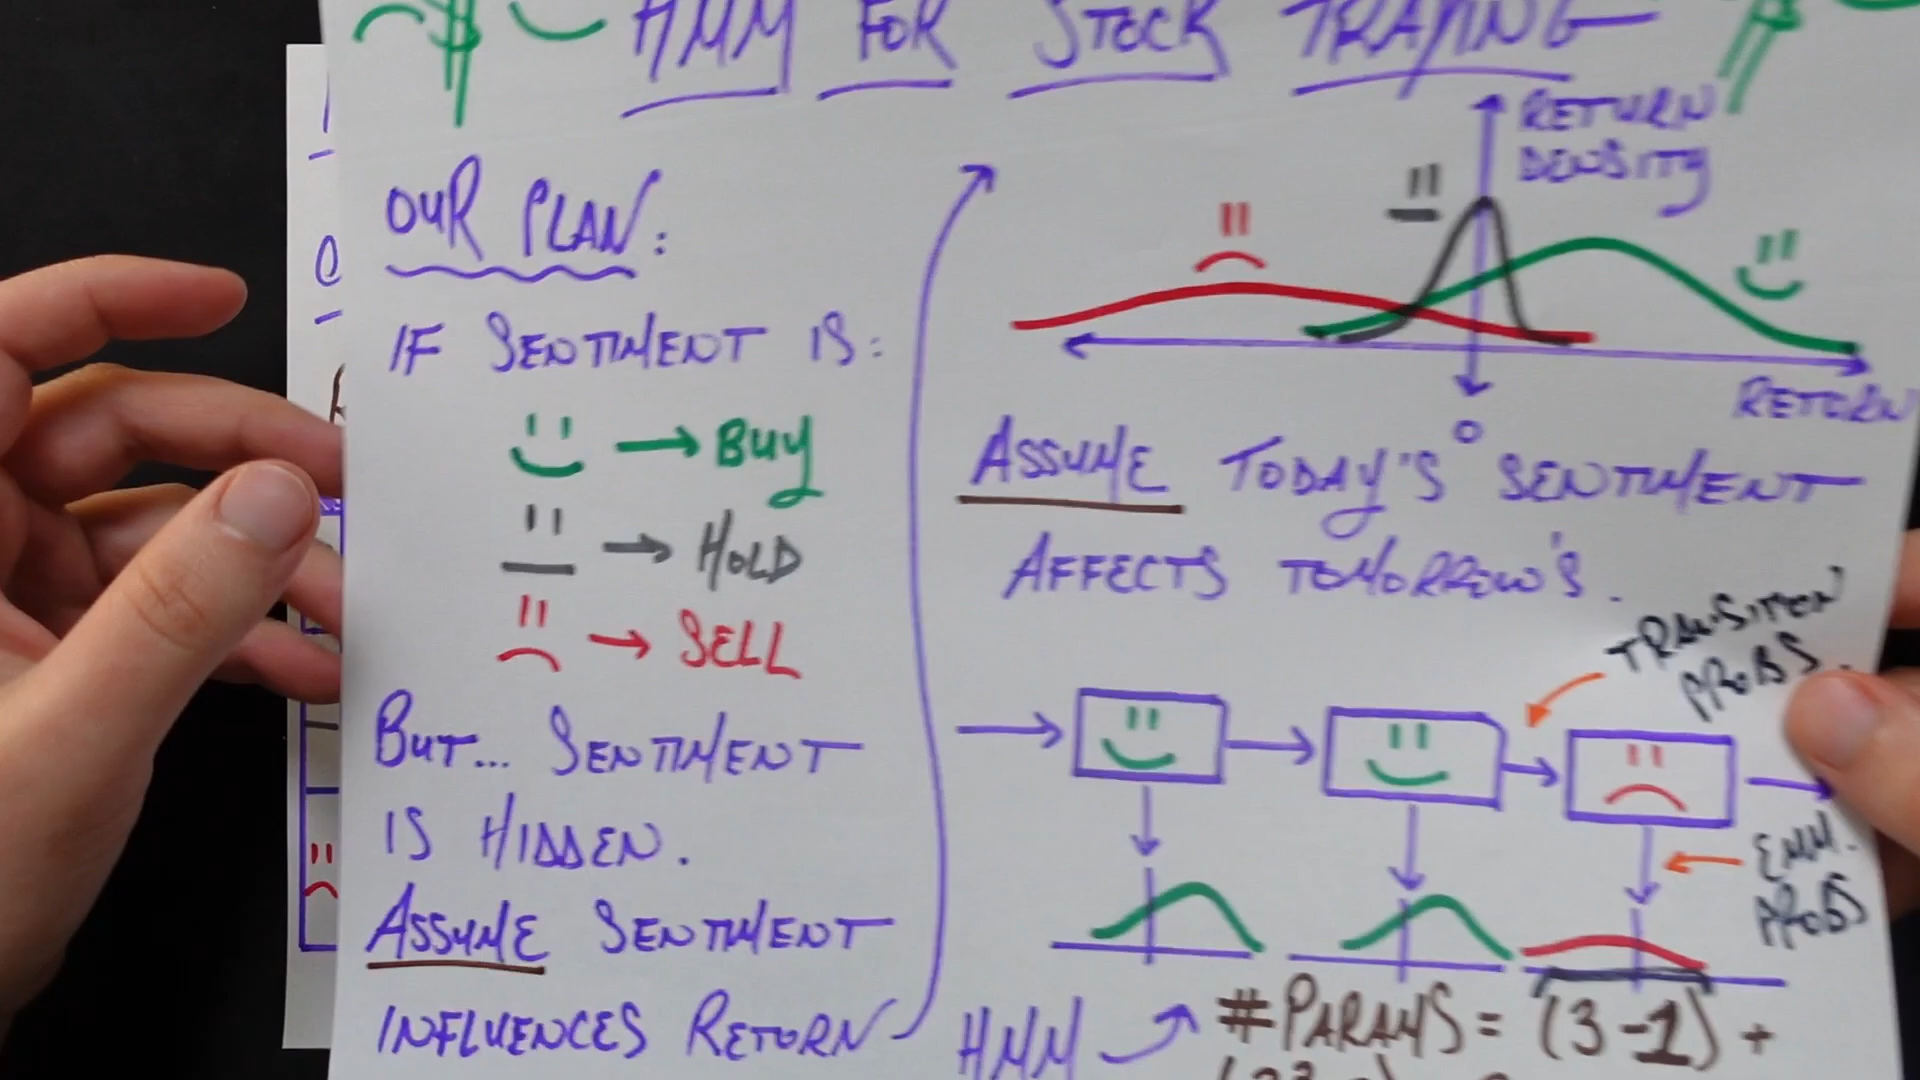 HMM FOR STOCK TRADING
OUR PLAN:
IF SENTIMENT IS:
→ BUY
→ HOLD
→ SELL
BUT... SENTIMENT
IS HIDDEN.
ASSUME SENTIMENT
INFLUENCES RETURN
RETURN
DENSITY
RETURN
0
ASSUME TODAY'S SENTIMENT
AFFECTS TOMORROW'S.
TRANSITION
PROBS.
EMM.
PROBS
HMM → #PARAMS = (3-1) +